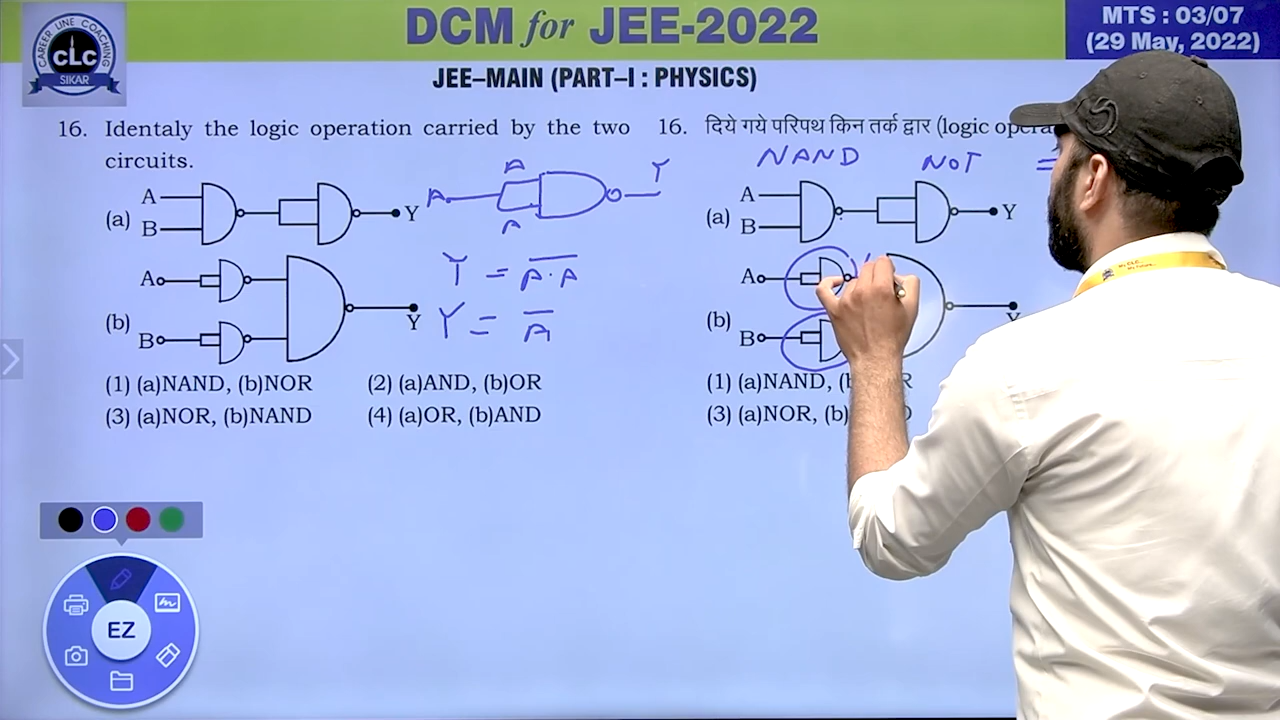 DCM for JEE-2022
MTS : 03/07
(29 May, 2022)
CAREER LINE COACHING
CLC
SIKAR
JEE–MAIN (PART–I : PHYSICS)
16. Identaly the logic operation carried by the two
circuits.
A
B
(a)
Y
A
B
(b)
Y
(1) (a)NAND, (b)NOR
(2) (a)AND, (b)OR
(3) (a)NOR, (b)NAND
(4) (a)OR, (b)AND
A
A
A
Y
Y = A̅.̅A̅
Y = A̅
16. दिये गये परिपथ किन तर्क द्वार (logic
NAND
NOT
=
A
B
(a)
Y
A
B
(b)
Y
(1) (a)NAND,
(3) (a)NOR,
EZ